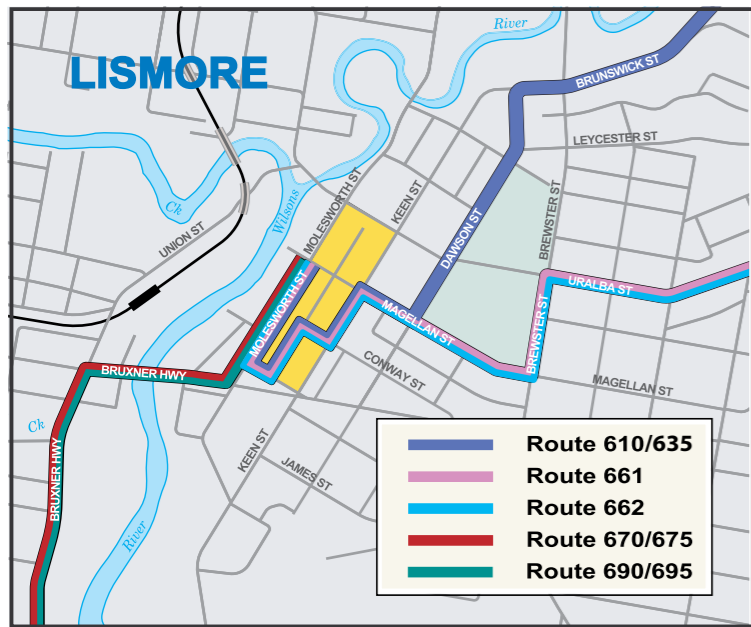 River
LISMORE
BRUNSWICK ST
LEYCESTER ST
Ck
Wilsons
UNION ST
MOLESWORTH ST
KEEN ST
DAWSON ST
BREWSTER ST
URALBA ST
MOLESWORTH ST
MAGELLAN ST
BREWSTER ST
BRUXNER HWY
CONWAY ST
MAGELLAN ST
Ck
BRUXNER HWY
KEEN ST
JAMES ST
River
Route 610/635
Route 661
Route 662
Route 670/675
Route 690/695